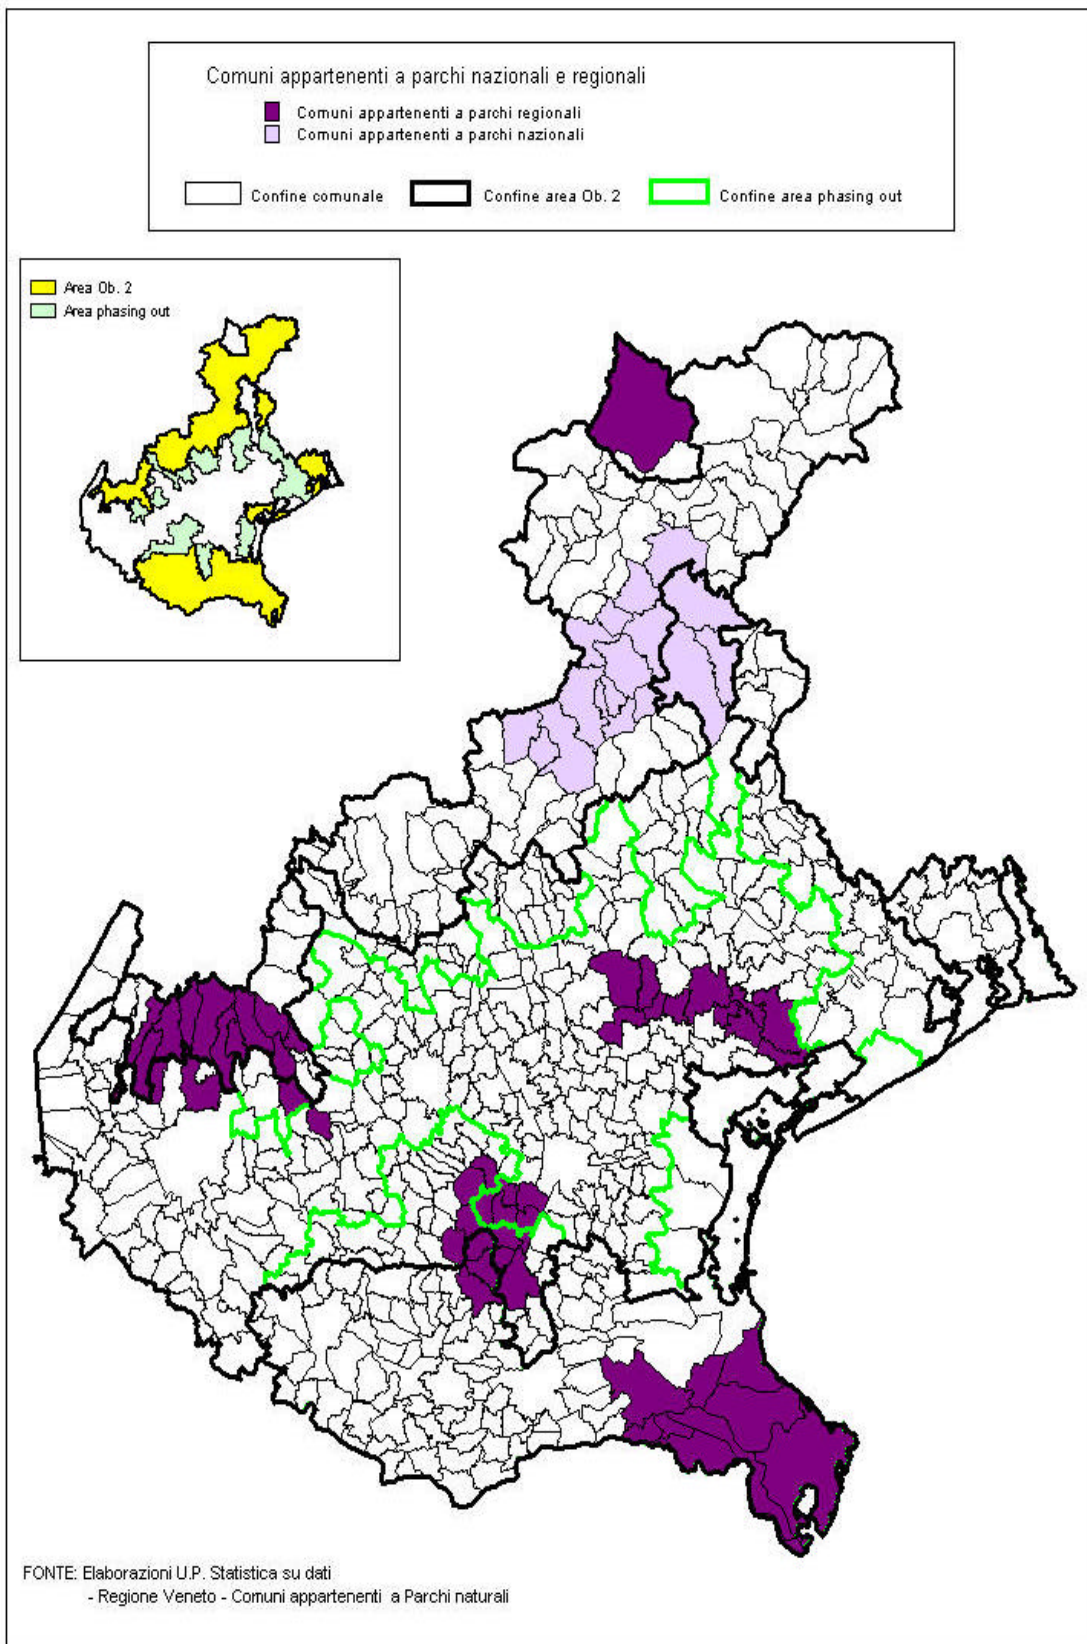 Comuni appartenenti a parchi nazionali e regionali
Comuni appartenenti a parchi regionali
Comuni appartenenti a parchi nazionali
Confine comunale
Confine area Ob. 2
Confine area phasing out
Area Ob. 2
Area phasing out
FONTE: Elaborazioni U.P. Statistica su dati
- Regione Veneto - Comuni appartenenti a Parchi naturali